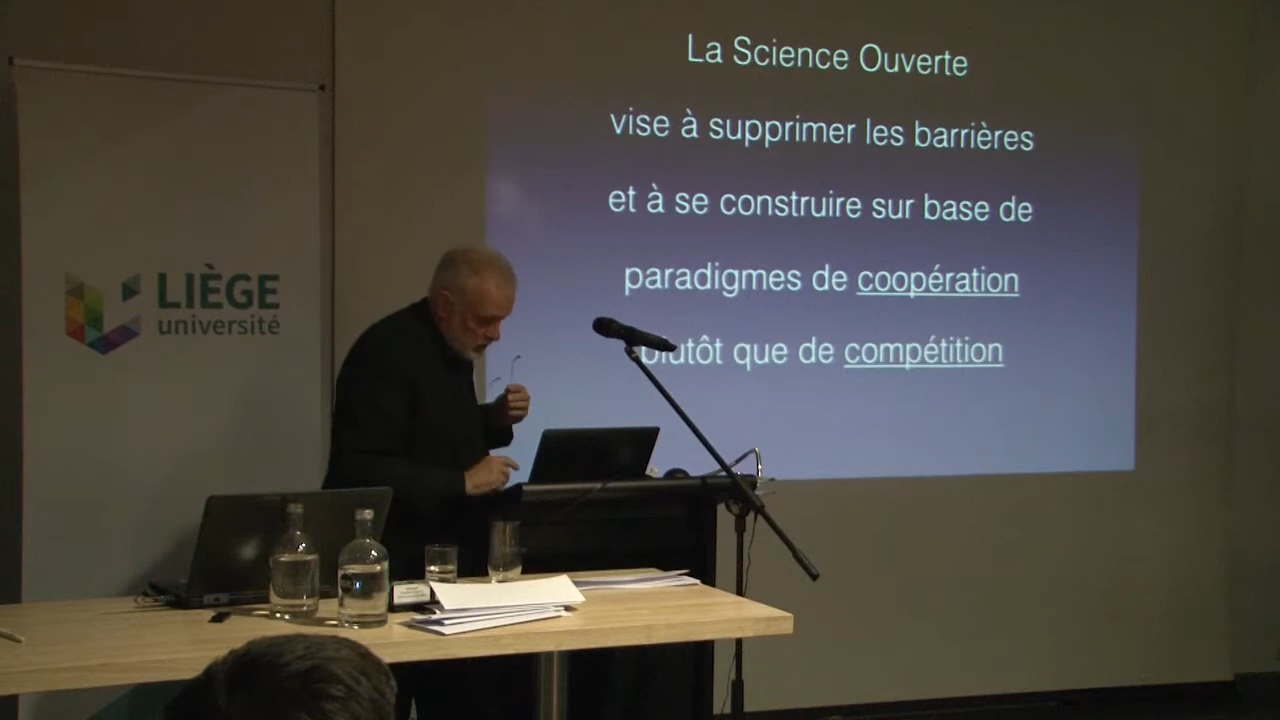 La Science Ouverte
vise à supprimer les barrières
et à se construire sur base de
paradigmes de coopération
plutôt que de compétition
LIÈGE
université